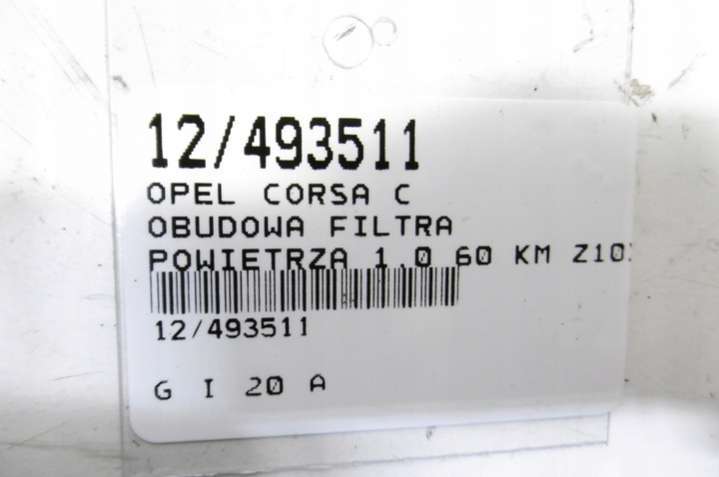 12/493511
OPEL CORSA C
OBUDOWA FILTRA
POWIETRZA 1.0 60 KM
12/493511
G I 20 A